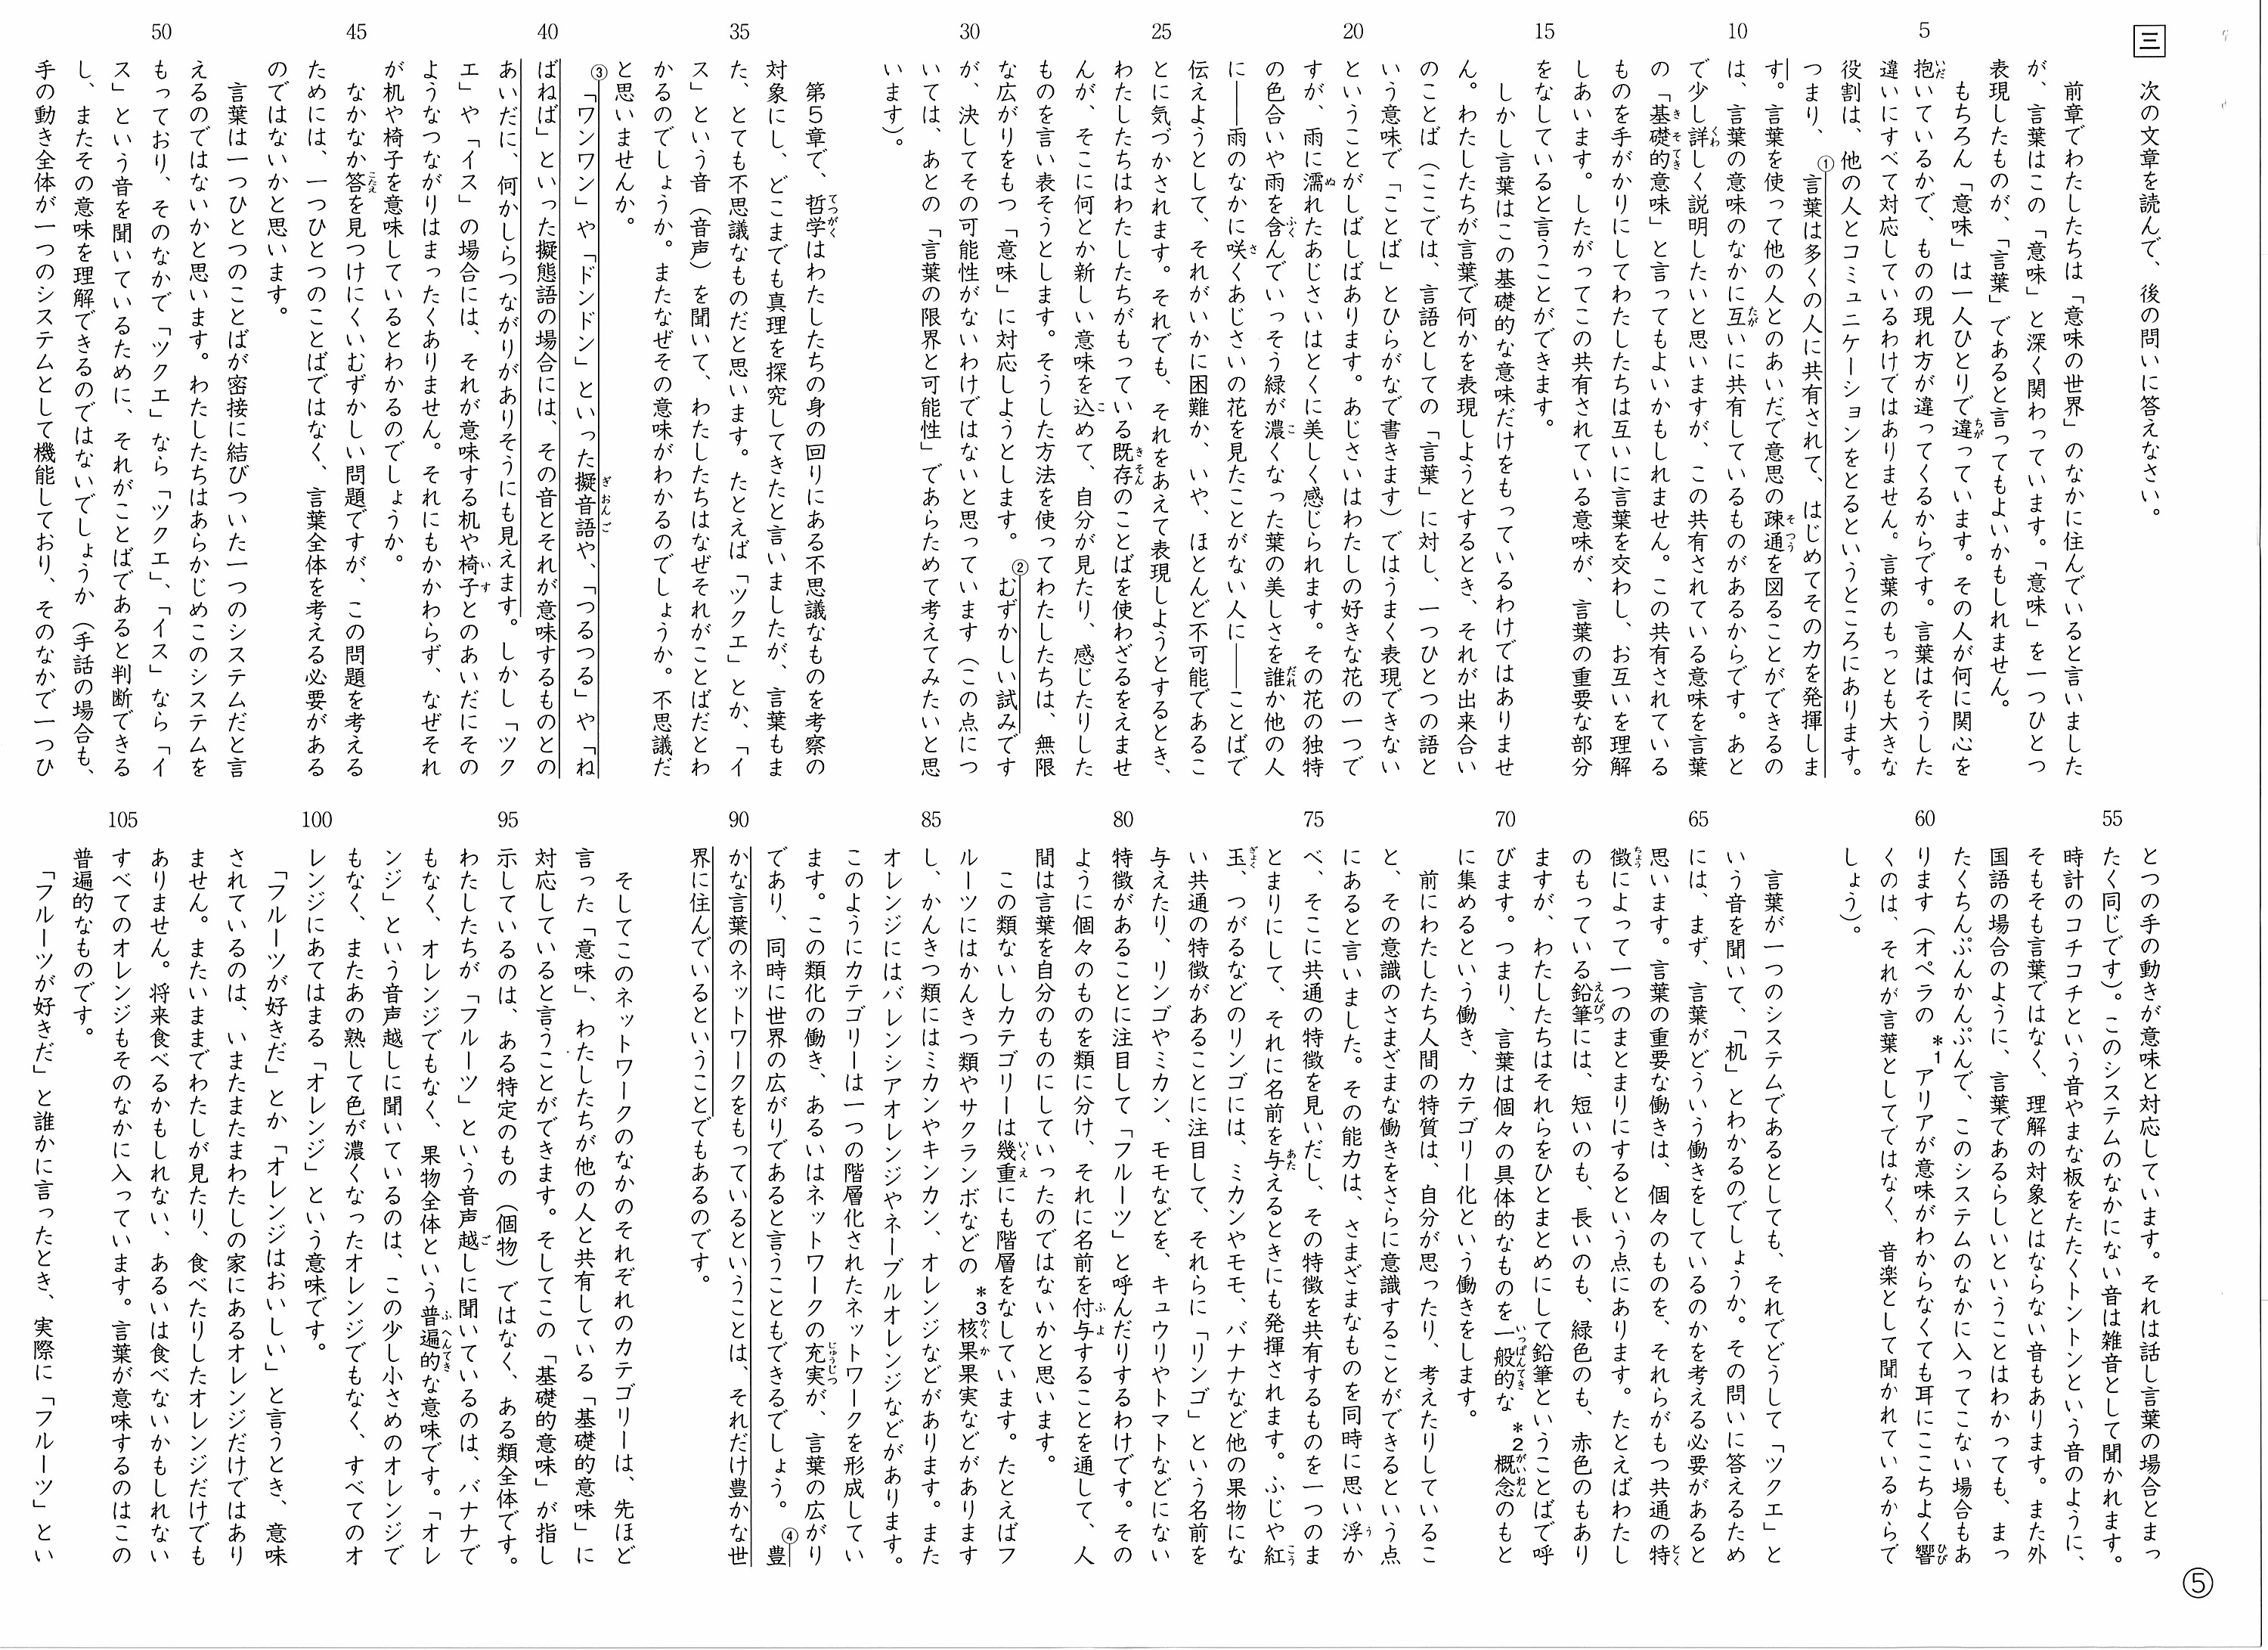 三 次の文章を読んで、後の問いに答えなさい。
前章でわたしたちは「意味の世界」のなかに住んでいると言いました
が、言葉はこの「意味」と深く関わっています。「意味」を一つひとつ
表現したものが、「言葉」であると言ってもよいかもしれません。
もちろん「意味」は一人ひとりで違っています。その人が何に関心を
5 抱いているかで、ものの現れ方が違ってくるからです。言葉はそうした
違いにすべて対応しているわけではありません。言葉のもっとも大きな
役割は、他の人とコミュニケーションをとるというところにあります。
つまり、①言葉は多くの人に共有されて、はじめてその力を発揮しま
す。言葉を使って他の人とのあいだで意思の疎通を図ることができるの
10 は、言葉の意味のなかに互いに共有しているものがあるからです。あと
で少し詳しく説明したいと思いますが、この共有されている意味を言葉
の「基礎的意味」と言ってもよいかもしれません。この共有されている
ものを手がかりにしてわたしたちは互いに言葉を交わし、お互いを理解
しあいます。したがってこの共有されている意味が、言葉の重要な部分
15 をなしていると言うことができます。
しかし言葉はこの基礎的な意味だけをもっているわけではありませ
ん。わたしたちが言葉で何かを表現しようとするとき、それが出来合い
のことば（ここでは、言語としての「言葉」に対し、一つひとつの語と
いう意味で「ことば」とひらがなで書きます）ではうまく表現できない
20 ということがしばしばあります。あじさいはわたしの好きな花の一つで
すが、雨に濡れたあじさいはとくに美しく感じられます。その花の独特
の色合いや雨を含んでいっそう緑が濃くなった葉の美しさを誰か他の人
に――雨のなかに咲くあじさいの花を見たことがない人に――ことばで
伝えようとして、それがいかに困難か、いや、ほとんど不可能であるこ
25 とに気づかされます。それでも、それをあえて表現しようとするとき、
わたしたちはわたしたちがもっている既存のことばを使わざるをえませ
んが、そこに何とか新しい意味を込めて、自分が見たり、感じたりした
ものを言い表そうとします。そうした方法を使ってわたしたちは、無限
な広がりをもつ「意味」に対応しようとします。②むずかしい試みです
30 が、決してその可能性がないわけではないと思っています（この点につ
いては、あとの「言葉の限界と可能性」であらためて考えてみたいと思
います）。
第５章で、哲学はわたしたちの身の回りにある不思議なものを考察の
対象にし、どこまでも真理を探究してきたと言いましたが、言葉もま
35 た、とても不思議なものだと思います。たとえば「ツクエ」とか、「イ
ス」という音（音声）を聞いて、わたしたちはなぜそれがことばだとわ
かるのでしょうか。またなぜその意味がわかるのでしょうか。不思議だ
と思いませんか。
③「ワンワン」や「ドンドン」といった擬音語や、「つるつる」や「ね
40 ばねば」といった擬態語の場合には、その音とそれが意味するものとの
あいだに、何かしらつながりがありそうにも見えます。しかし「ツク
エ」や「イス」の場合には、それが意味する机や椅子とのあいだにその
ようなつながりはまったくありません。それにもかかわらず、なぜそれ
が机や椅子を意味しているとわかるのでしょうか。
45 なかなか答を見つけにくいむずかしい問題ですが、この問題を考える
ためには、一つひとつのことばではなく、言葉全体を考える必要がある
のではないかと思います。
言葉は一つひとつのことばが密接に結びついた一つのシステムだと言
えるのではないかと思います。わたしたちはあらかじめこのシステムを
50 もっており、そのなかで「ツクエ」なら「ツクエ」、「イス」なら「イ
ス」という音を聞いているために、それがことばであると判断できる
し、またその意味を理解できるのではないでしょうか（手話の場合も、
手の動き全体が一つのシステムとして機能しており、そのなかで一つひ
とつの手の動きが意味と対応しています。それは話し言葉の場合とまっ
55 たく同じです）。このシステムのなかにない音は雑音として聞かれます。
時計のコチコチという音やまな板をたたくトントンという音のように、
そもそも言葉ではなく、理解の対象とはならない音もあります。また外
国語の場合のように、言葉であるらしいということはわかっても、まっ
たくちんぷんかんぷんで、このシステムのなかに入ってこない場合もあ
60 ります（オペラの＊1アリアが意味がわからなくても耳にここちよく響
くのは、それが言葉としてではなく、音楽として聞かれているからで
しょう）。
言葉が一つのシステムであるとしても、それでどうして「ツクエ」と
いう音を聞いて、「机」とわかるのでしょうか。その問いに答えるため
65 には、まず、言葉がどういう働きをしているのかを考える必要があると
思います。言葉の重要な働きは、個々のものを、それらがもつ共通の特
徴によって一つのまとまりにするという点にあります。たとえばわたし
のもっている鉛筆には、短いのも、長いのも、緑色のも、赤色のもあり
ますが、わたしたちはそれらをひとまとめにして鉛筆ということばで呼
70 びます。つまり、言葉は個々の具体的なものを一般的な＊2概念のもと
に集めるという働き、カテゴリー化という働きをします。
前にわたしたち人間の特質は、自分が思ったり、考えたりしているこ
と、その意識のさまざまな働きをさらに意識することができるという点
にあると言いました。その能力は、さまざまなものを同時に思い浮か
75 べ、そこに共通の特徴を見いだし、その特徴を共有するものを一つのま
とまりにして、それに名前を与えるときにも発揮されます。ふじや紅
玉、つがるなどのリンゴには、ミカンやモモ、バナナなど他の果物にな
い共通の特徴があることに注目して、それらに「リンゴ」という名前を
与えたり、リンゴやミカン、モモなどを、キュウリやトマトなどにない
80 特徴があることに注目して「フルーツ」と呼んだりするわけです。その
ように個々のものを類に分け、それに名前を付与することを通して、人
間は言葉を自分のものにしていったのではないかと思います。
この類ないしカテゴリーは幾重にも階層をなしています。たとえばフ
ルーツにはかんきつ類やサクランボなどの＊3核果果実などがあります
85 し、かんきつ類にはミカンやキンカン、オレンジなどがあります。また
オレンジにはバレンシアオレンジやネーブルオレンジなどがあります。
このようにカテゴリーは一つの階層化されたネットワークを形成してい
ます。この類化の働き、あるいはネットワークの充実が、言葉の広がり
であり、同時に世界の広がりであると言うこともできるでしょう。④豊
90 かな言葉のネットワークをもっているということは、それだけ豊かな世
界に住んでいるということでもあるのです。
そしてこのネットワークのなかのそれぞれのカテゴリーは、先ほど
言った「意味」、わたしたちが他の人と共有している「基礎的意味」に
対応していると言うことができます。そしてこの「基礎的意味」が指し
95 示しているのは、ある特定のもの（個物）ではなく、ある類全体です。
わたしたちが「フルーツ」という音声越しに聞いているのは、バナナで
もなく、オレンジでもなく、果物全体という普遍的な意味です。「オレ
ンジ」という音声越しに聞いているのは、この少し小さめのオレンジで
もなく、またあの熟して色が濃くなったオレンジでもなく、すべてのオ
100 レンジにあてはまる「オレンジ」という意味です。
「フルーツが好きだ」とか「オレンジはおいしい」と言うとき、意味
されているのは、いまたまたまわたしの家にあるオレンジだけではあり
ません。またいままでわたしが見たり、食べたりしたオレンジだけでも
ありません。将来食べるかもしれない、あるいは食べないかもしれない
105 すべてのオレンジもそのなかに入っています。言葉が意味するのはこの
普遍的なものです。
「フルーツが好きだ」と誰かに言ったとき、実際に「フルーツ」とい
⑤